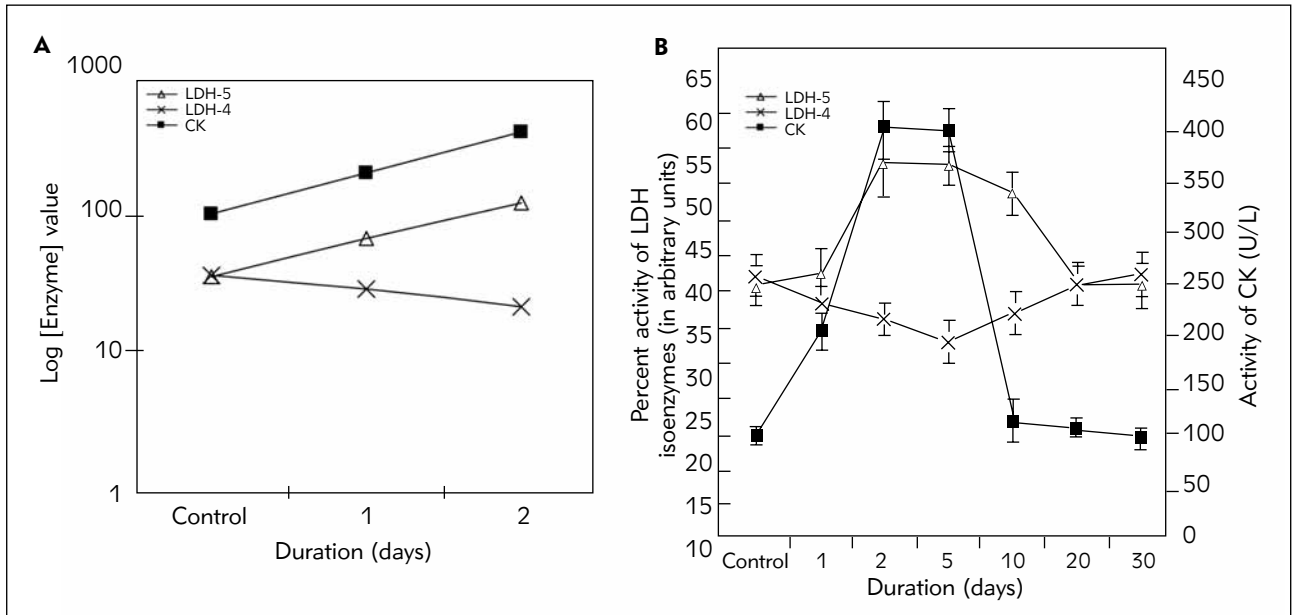 A
1000
100
10
1
LDH-5
LDH-4
CK
Log [Enzyme] value
Control 1 2
Duration (days)
B
65
60
55
50
45
40
35
30
25
20
15
10
LDH-5
LDH-4
CK
Percent activity of LDH
isoenzymes (in arbitrary units)
450
400
350
300
250
200
150
100
50
0
Activity of CK (U/L)
Control 1 2 5 10 20 30
Duration (days)